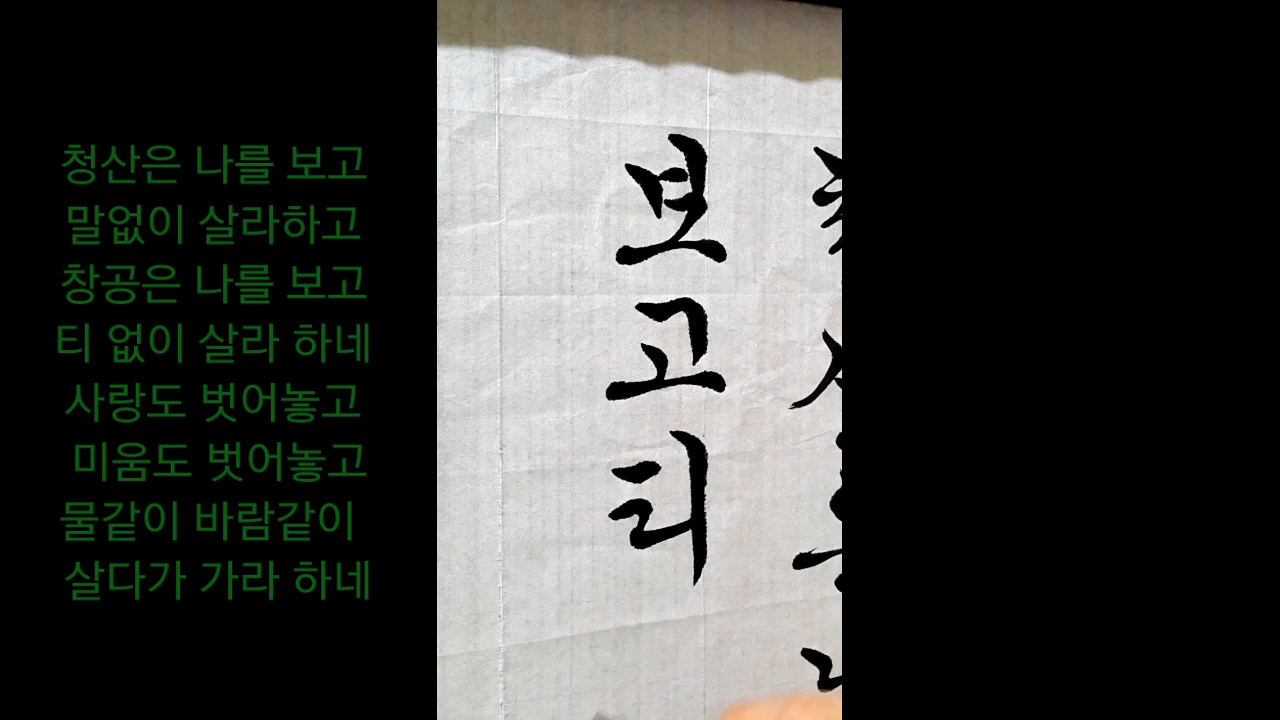 청산은 나를 보고
말없이 살라하고
창공은 나를 보고
티 없이 살라 하네
사랑도 벗어놓고
미움도 벗어놓고
물같이 바람같이
살다가 가라 하네
보고티